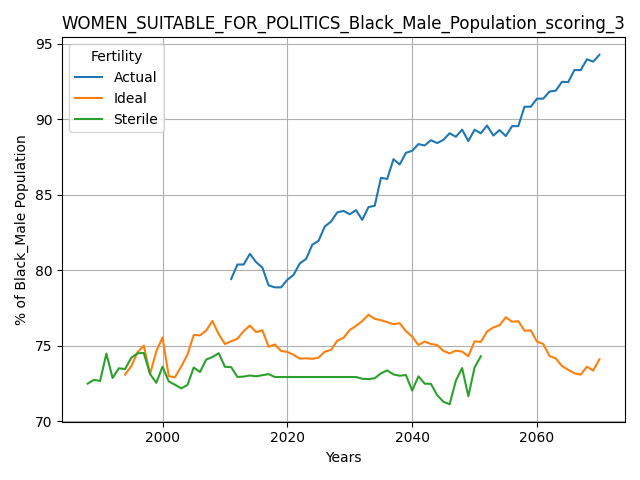 WOMEN_SUITABLE_FOR_POLITICS_Black_Male_Population_scoring_3
Fertility
Actual
Ideal
Sterile
% of Black_Male Population
95
90
85
80
75
70
2000
2020
2040
2060
Years